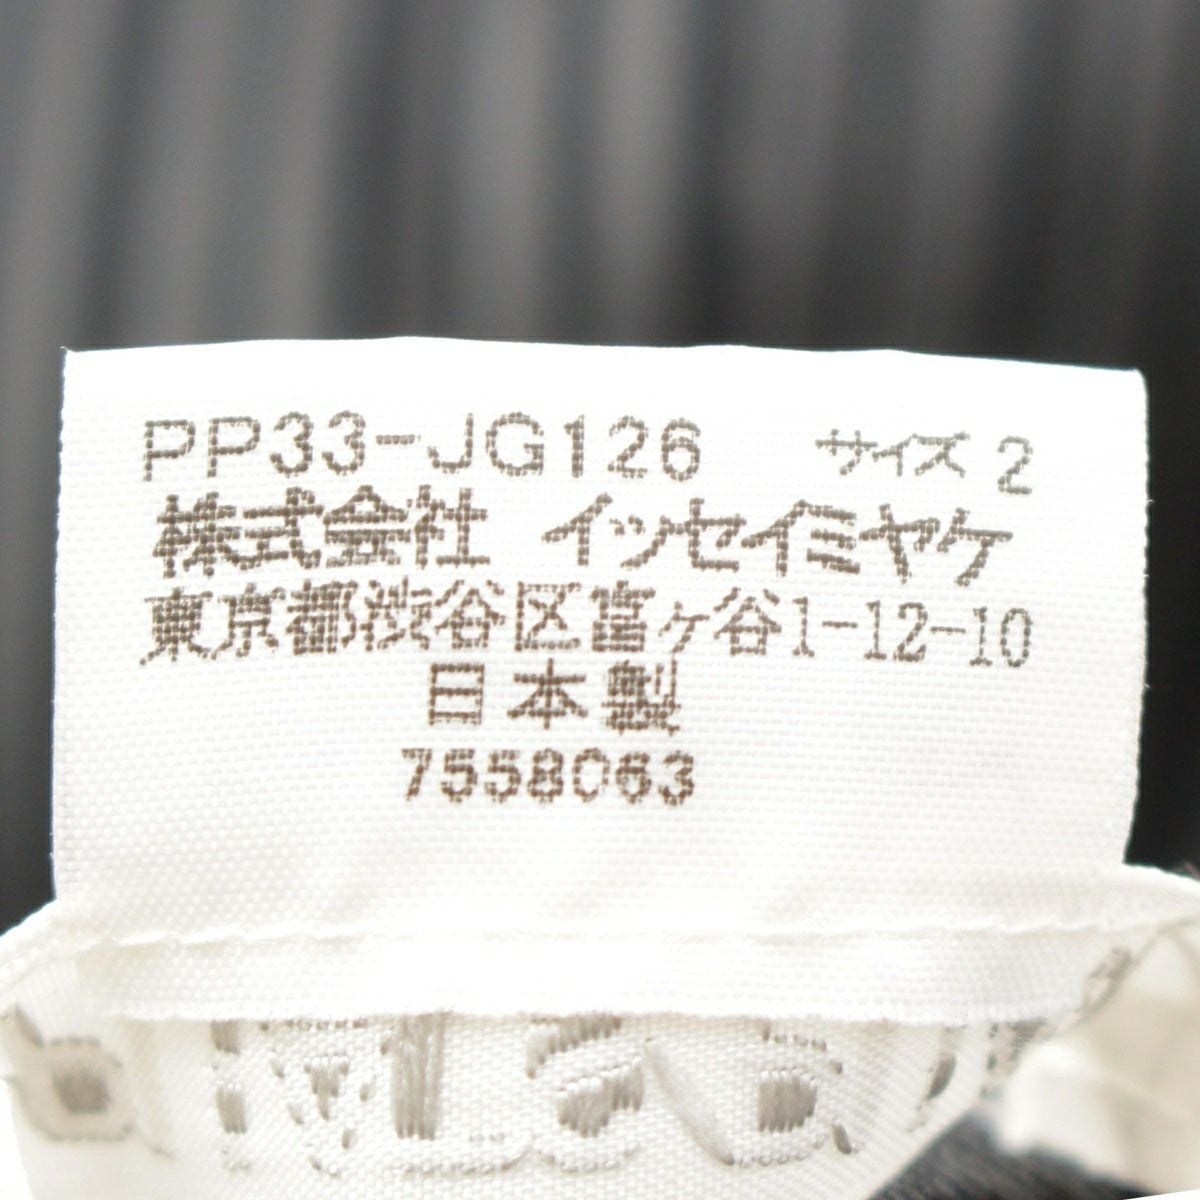 PP33-JG126 サイズ 2
株式会社 イッセイミヤケ
東京都渋谷区富ヶ谷1-12-10
日本製
7558063